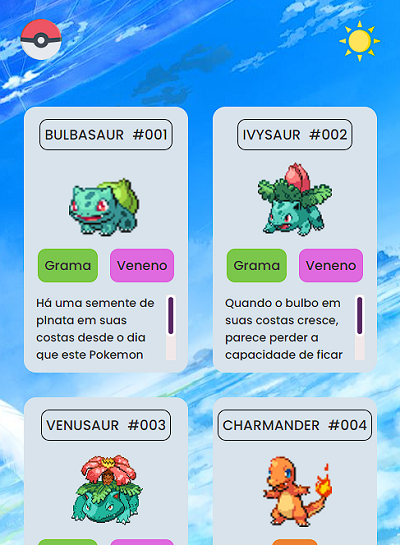 BULBASAUR #001
Grama Veneno
Há uma semente de
plnata em suas
costas desde o dia
que este Pokemon
IVYSAUR #002
Grama Veneno
Quando o bulbo em
suas costas cresce,
parece perder a
capacidade de ficar
VENUSAUR #003
CHARMANDER #004